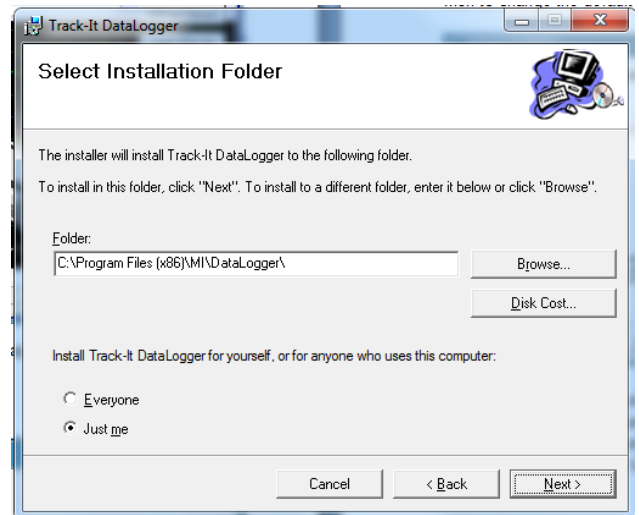 Track-It DataLogger
Select Installation Folder
The installer will install Track-It DataLogger to the following folder.
To install in this folder, click "Next". To install to a different folder, enter it below or click "Browse".
Folder:
C:\Program Files (x86)\MI\DataLogger\
Browse...
Disk Cost...
Install Track-It DataLogger for yourself, or for anyone who uses this computer:
Everyone
Just me
Cancel
< Back
Next >